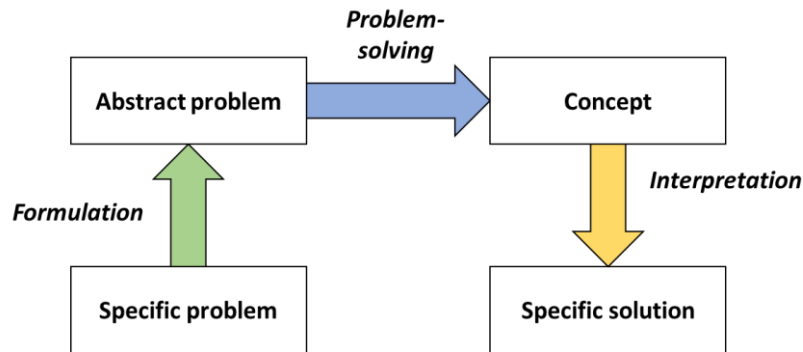 Problem-
solving
Abstract problem
Concept
Formulation
Interpretation
Specific problem
Specific solution